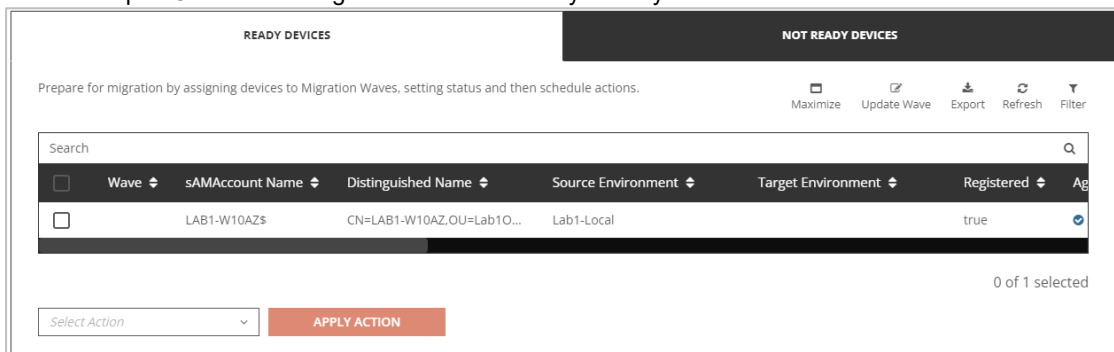 READY DEVICES
NOT READY DEVICES
Prepare for migration by assigning devices to Migration Waves, setting status and then schedule actions.
Maximize Update Wave Export Refresh Filter
Search
Wave sAMAccount Name Distinguished Name Source Environment Target Environment Registered Ag
LAB1-W10AZ$ CN=LAB1-W10AZ,OU=Lab1O... Lab1-Local true
0 of 1 selected
Select Action APPLY ACTION